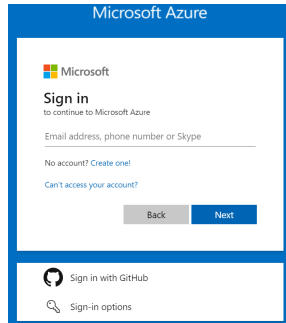 Microsoft Azure
Microsoft
Sign in
to continue to Microsoft Azure
Email address, phone number or Skype
No account? Create one!
Can't access your account?
Back Next
Sign in with GitHub
Sign-in options